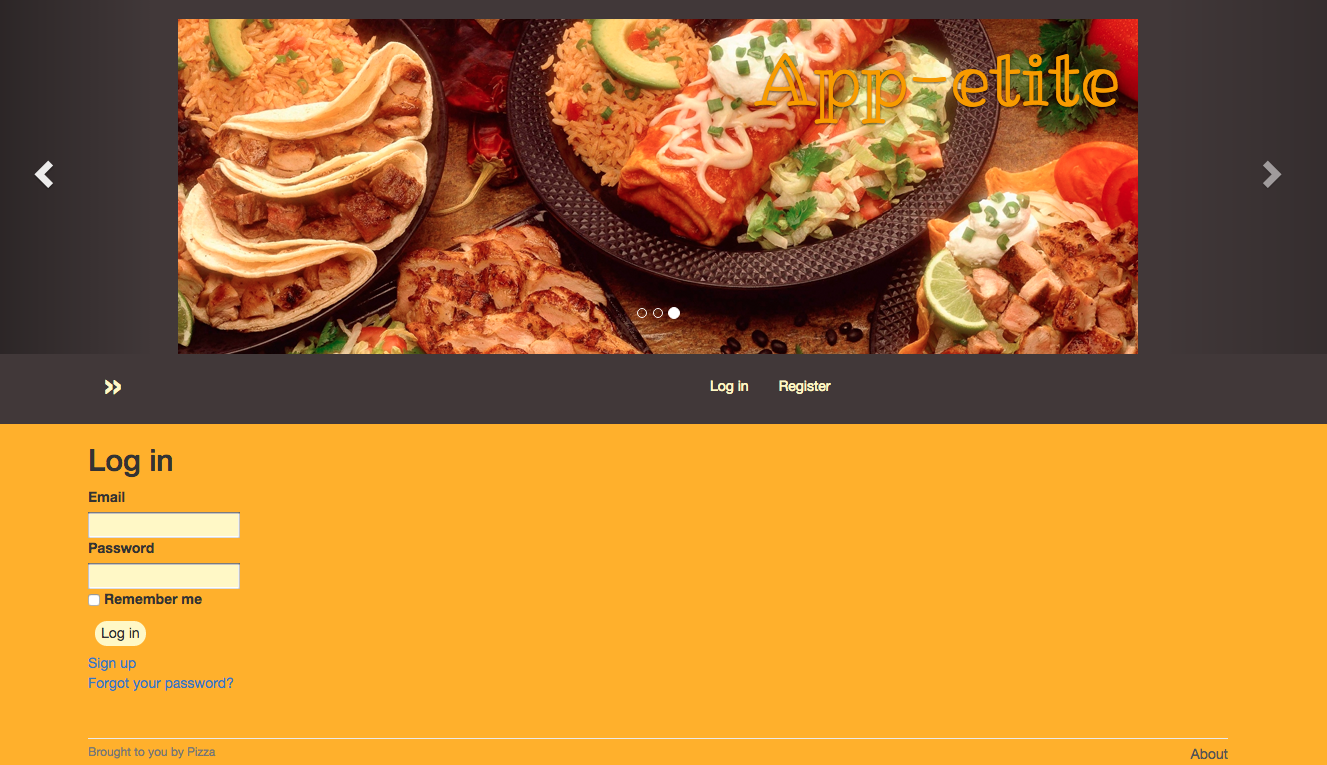 App-etite
» Log in Register
Log in
Email
Password
Remember me
Log in
Sign up
Forgot your password?
Brought to you by Pizza About